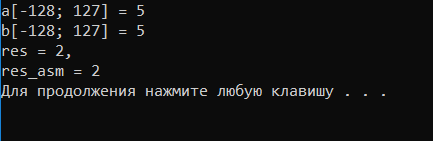 a[-128; 127] = 5
b[-128; 127] = 5
res = 2,
res_asm = 2
Для продолжения нажмите любую клавишу . . .